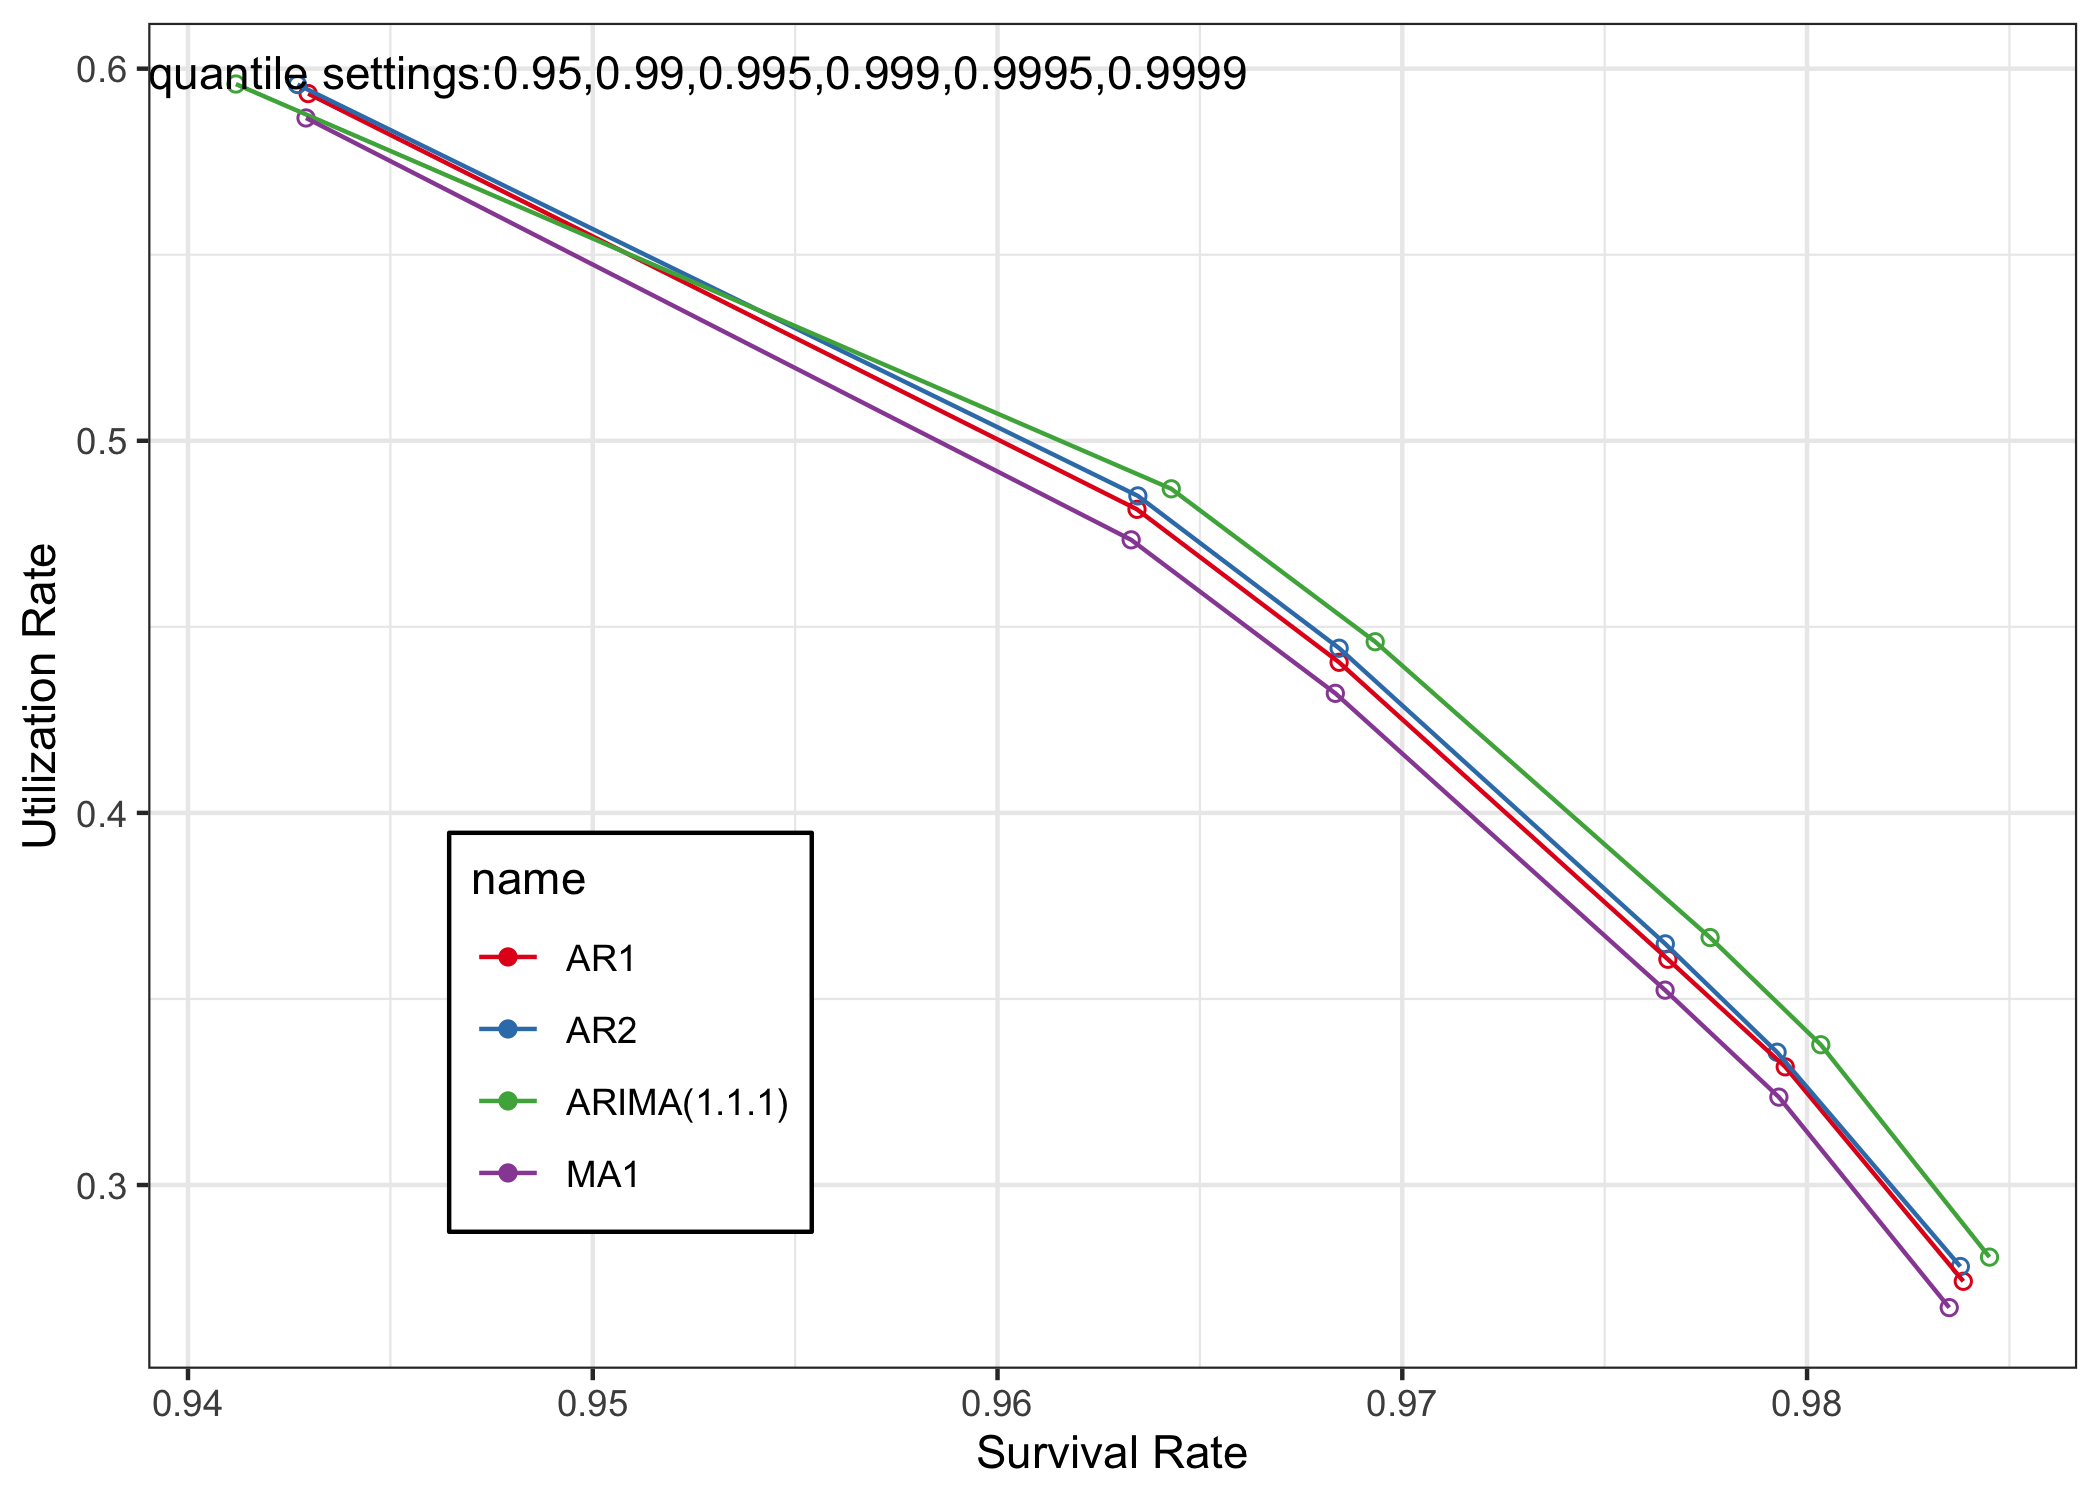 quantile settings:0.95,0.99,0.995,0.999,0.9995,0.9999
0.6
0.5
0.4
0.3
Utilization Rate
name
AR1
AR2
ARIMA(1.1.1)
MA1
0.94 0.95 0.96 0.97 0.98
Survival Rate